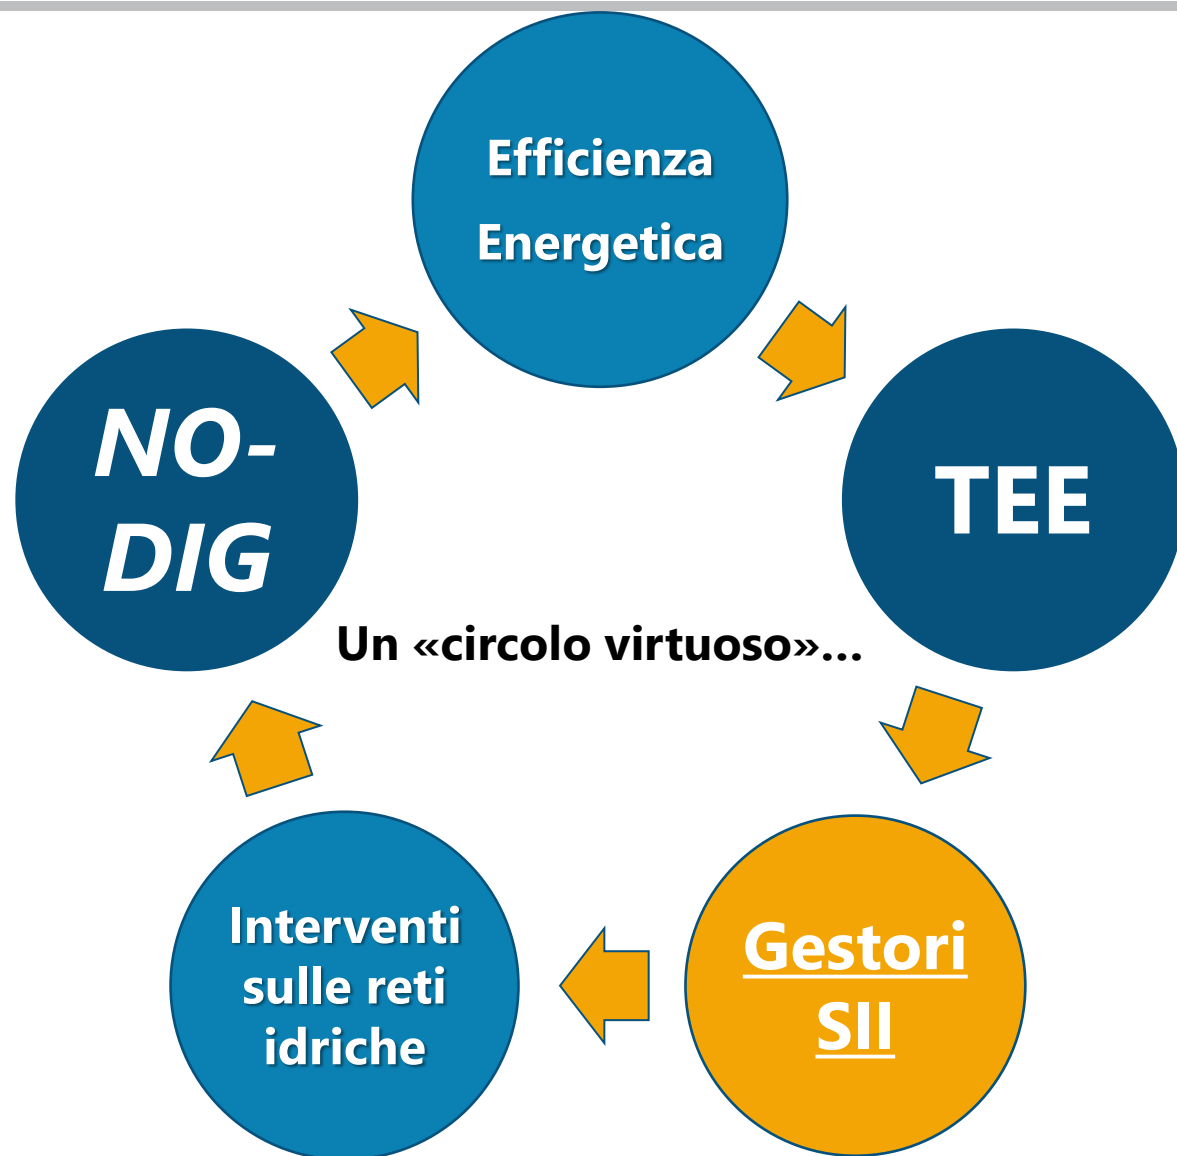 Efficienza
Energetica
NO-
DIG
TEE
Un «circolo virtuoso»...
Interventi
sulle reti
idriche
Gestori
SII